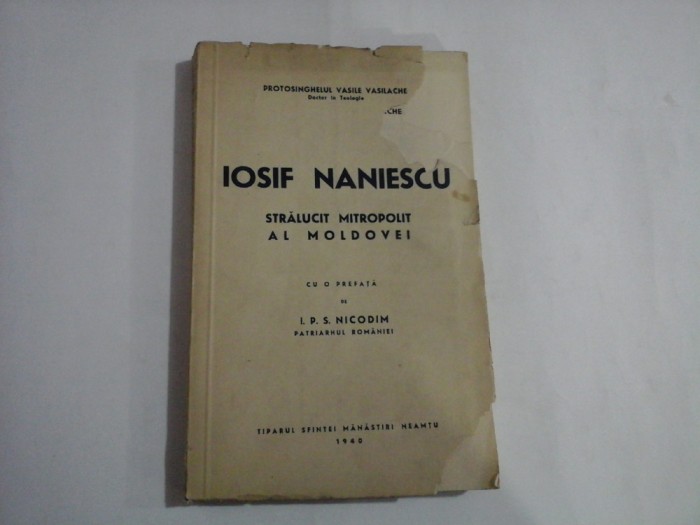 PROTOSINGHELUL VASILE VASILACHE
Doctor în Teologie
CHE
IOSIF NANIESCU
STRĂLUCIT MITROPOLIT
AL MOLDOVEI
CU O PREFAȚĂ
DE
I. P. S. NICODIM
PATRIARHUL ROMÂNIEI
TIPARUL SFINTEI MÂNĂSTIRI NEAMȚU
1940